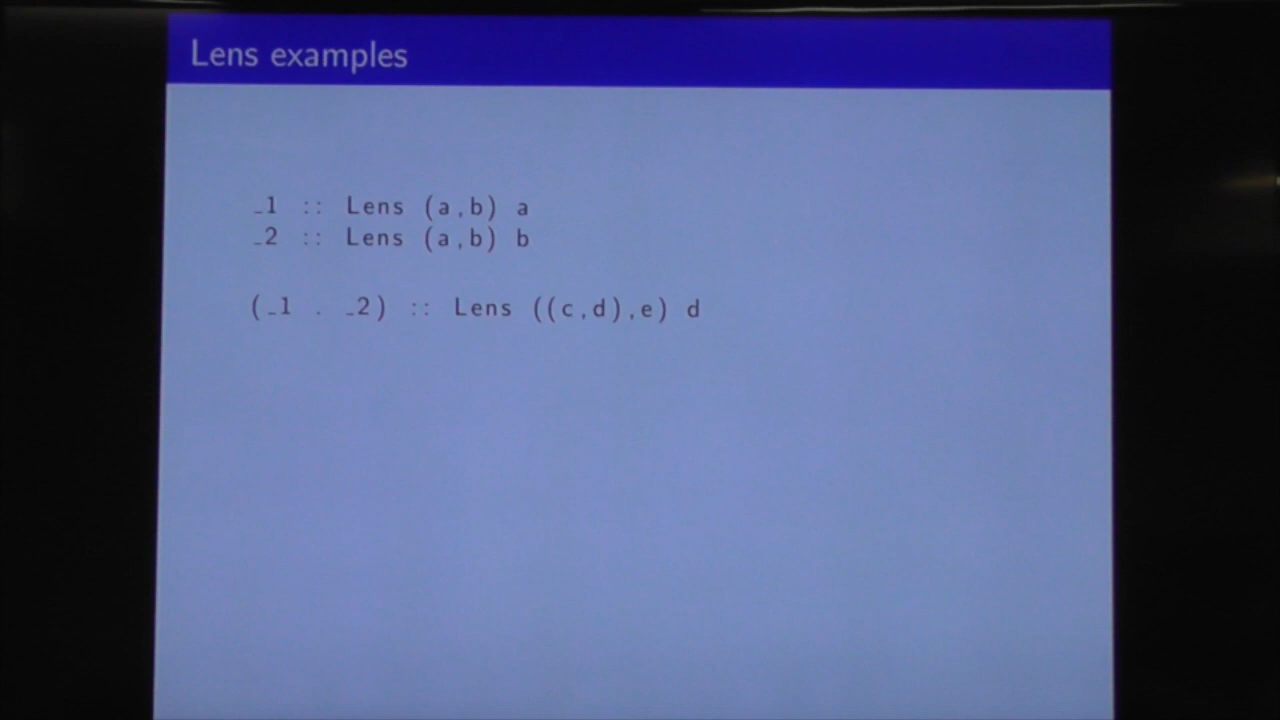 Lens examples
_1 :: Lens (a,b) a
_2 :: Lens (a,b) b
(_1 . _2) :: Lens ((c,d),e) d